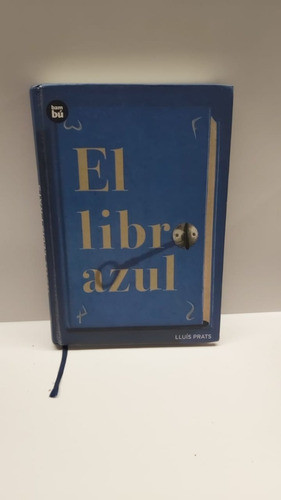 bam
bú
W
F
El
libro
azul
LLUÍS PRATS